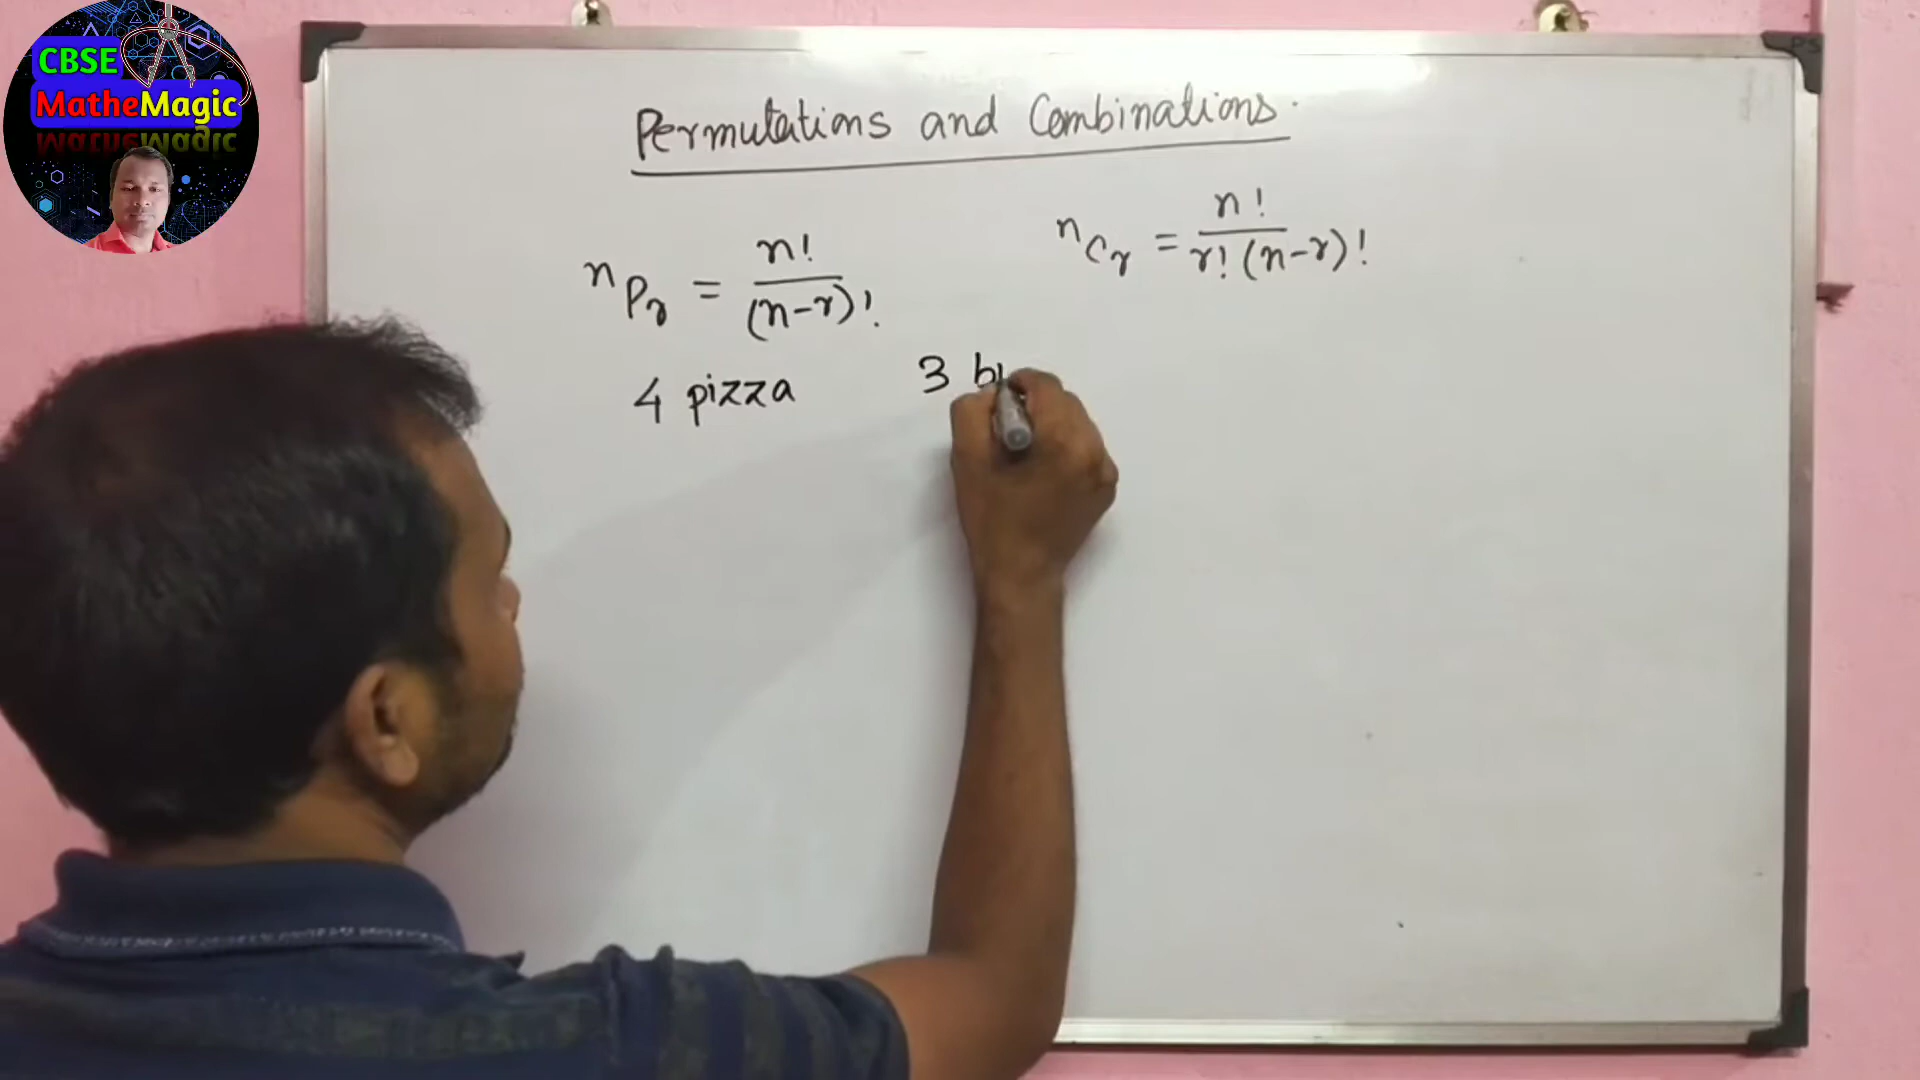 CBSE
MatheMagic
Permutations and Combinations.
nPr = n! / (n-r)!
nCr = n! / r! (n-r)!
4 pizza 3